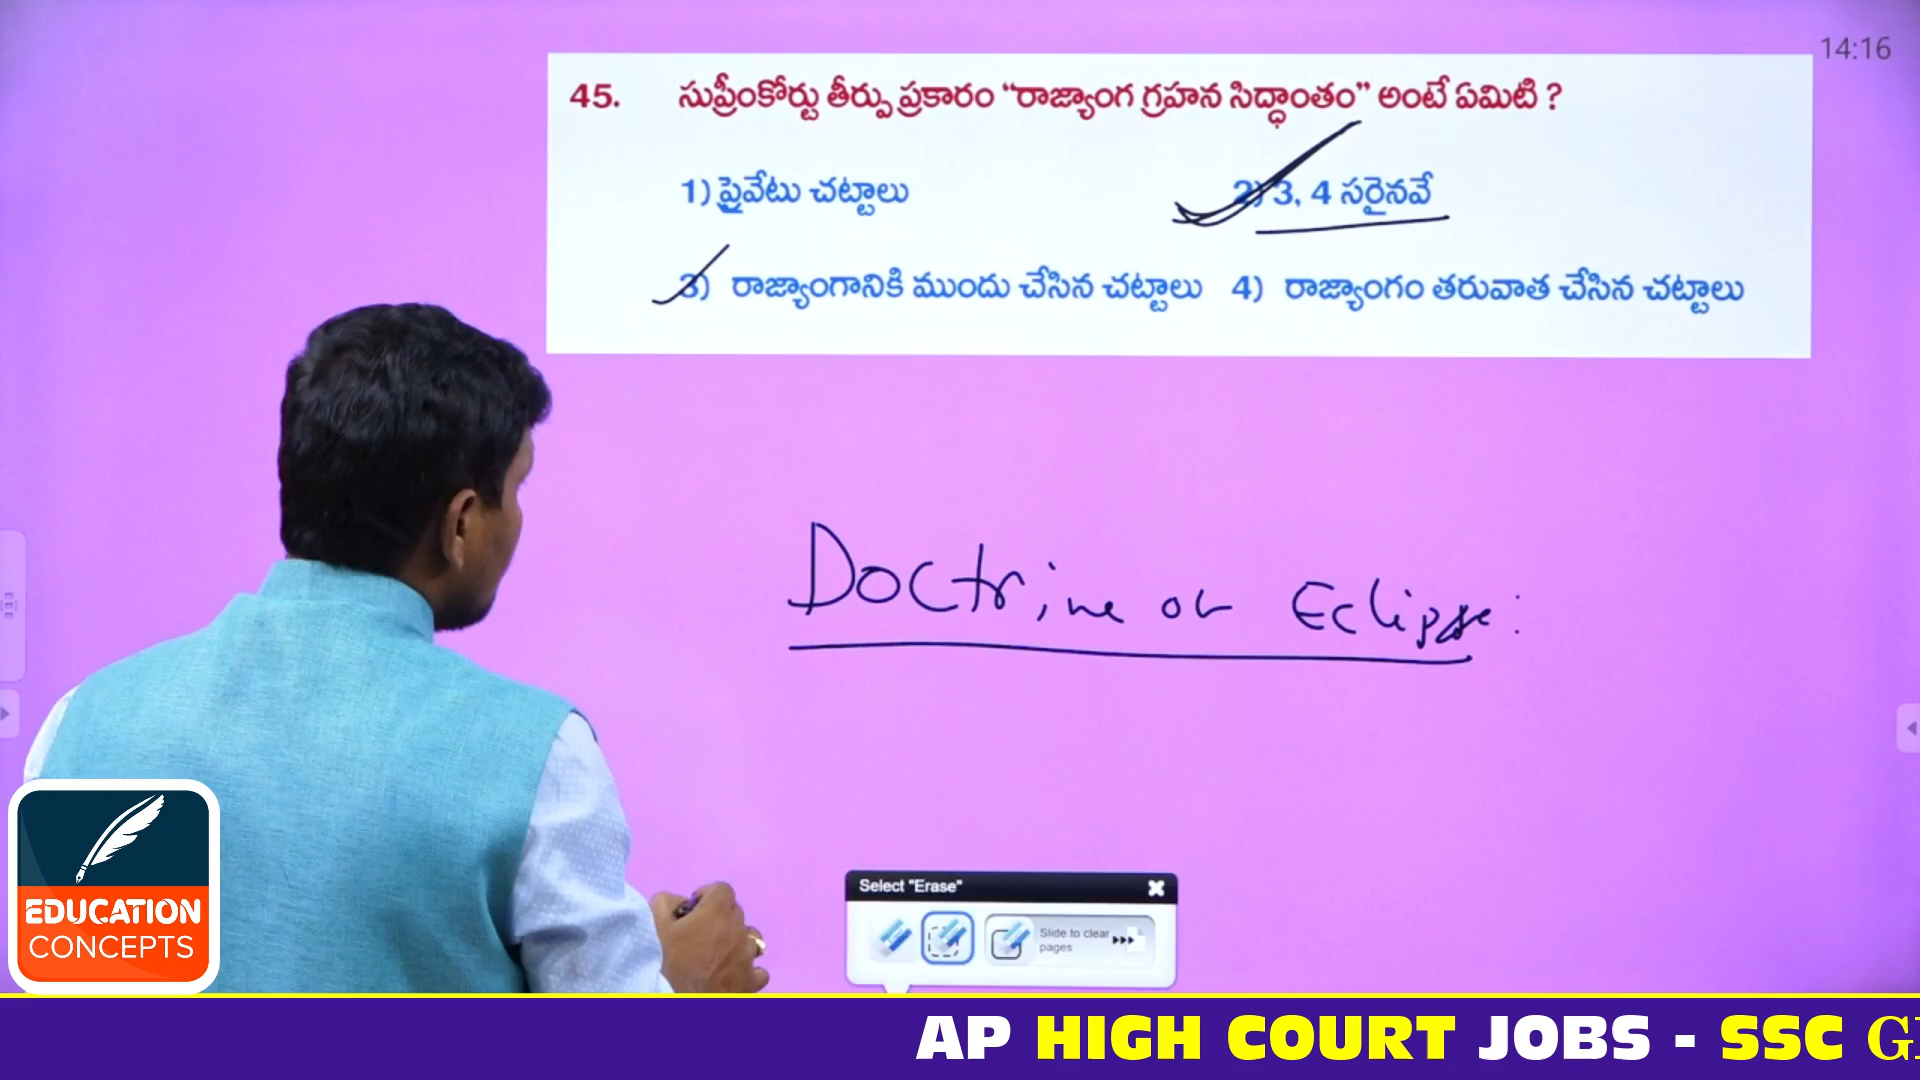 14:16
45. సుప్రీంకోర్టు తీర్పు ప్రకారం “రాజ్యాంగ గ్రహన సిద్ధాంతం” అంటే ఏమిటి ?
1) ప్రైవేటు చట్టాలు 2) 3, 4 సరైనవే
3) రాజ్యాంగానికి ముందు చేసిన చట్టాలు 4) రాజ్యాంగం తరువాత చేసిన చట్టాలు
Doctrine of Eclipse :
Select "Erase"
Slide to clear
pages
EDUCATION
CONCEPTS
AP HIGH COURT JOBS - SSC